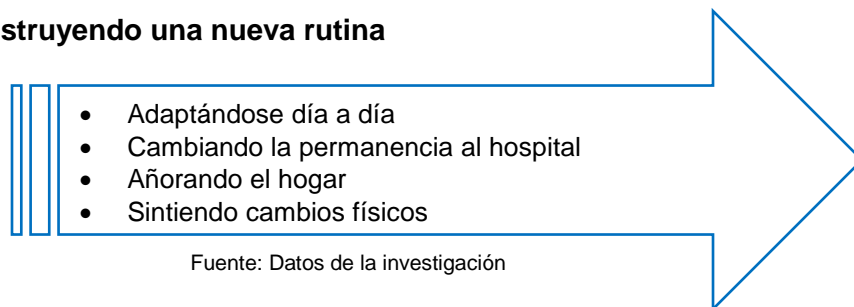 struyendo una nueva rutina
• Adaptándose día a día
• Cambiando la permanencia al hospital
• Añorando el hogar
• Sintiendo cambios físicos
Fuente: Datos de la investigación